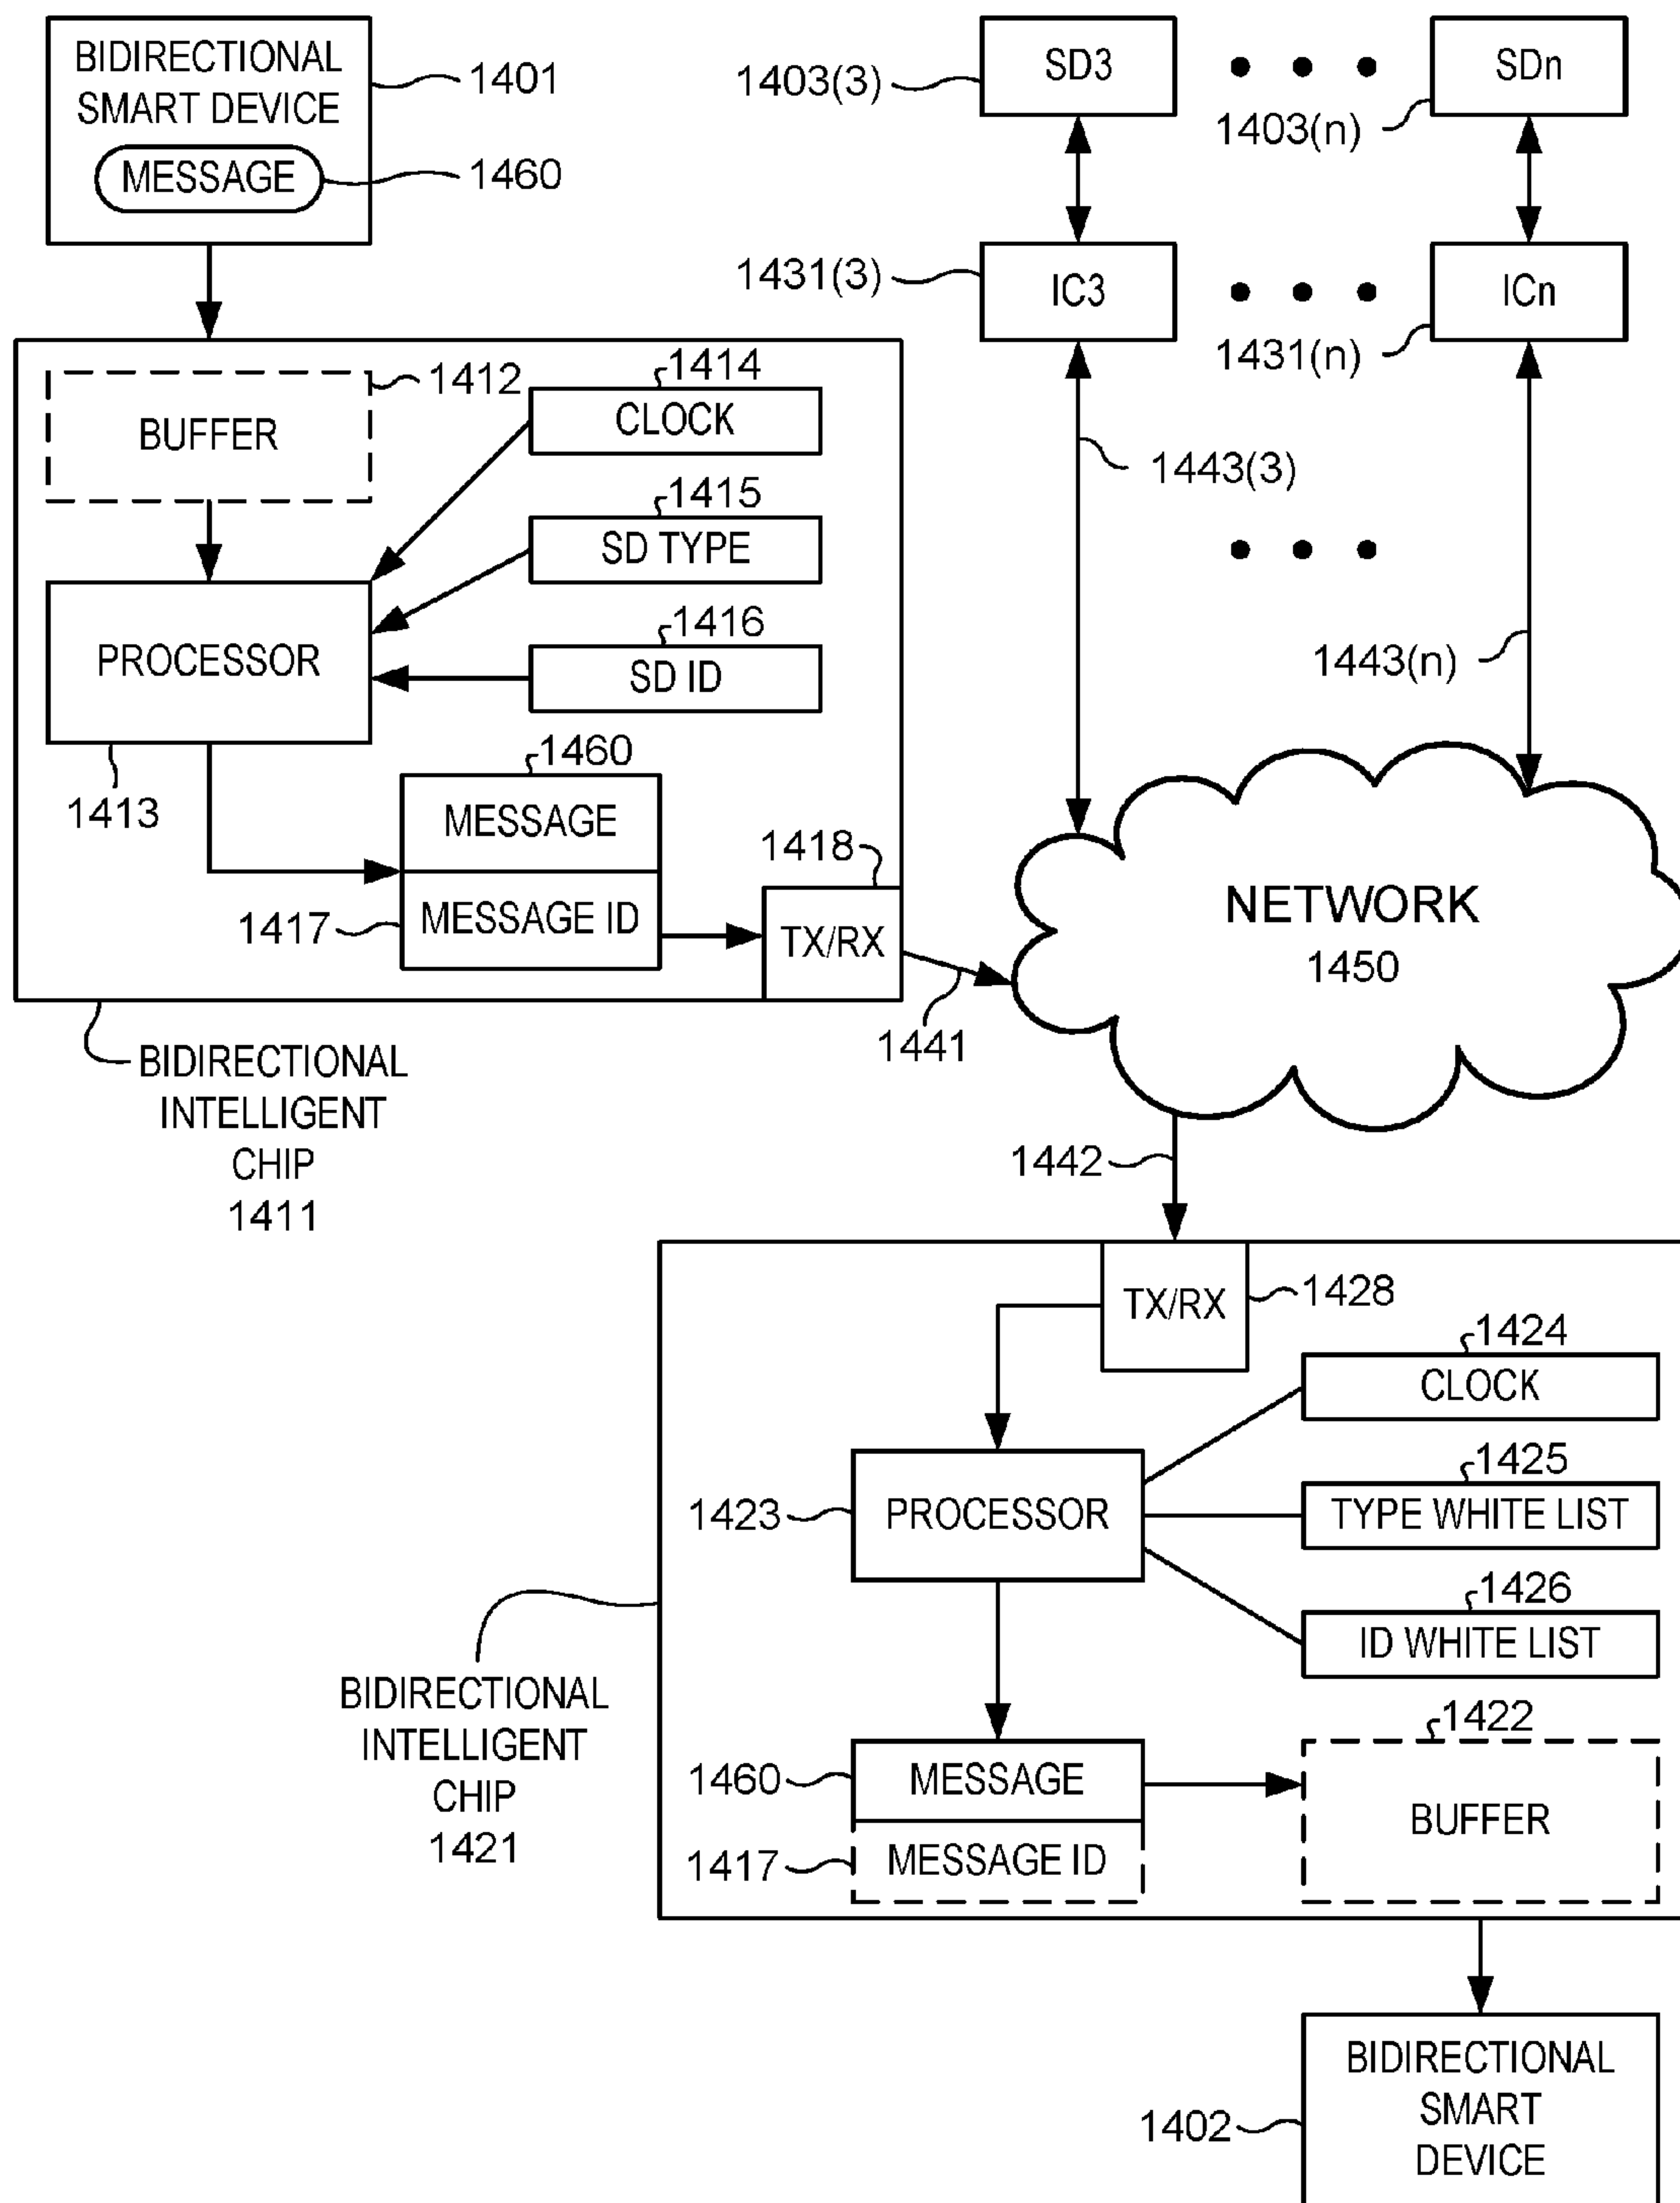 BIDIRECTIONAL
SMART DEVICE
1401
MESSAGE
1460
SD3
1403(3)
SDn
1403(n)
IC3
1431(3)
ICn
1431(n)
1412
BUFFER
1414
CLOCK
1415
SD TYPE
1416
SD ID
PROCESSOR
1413
1460
MESSAGE
1417
MESSAGE ID
1418
TX/RX
1443(3)
1443(n)
NETWORK
1450
1441
BIDIRECTIONAL
INTELLIGENT
CHIP
1411
1442
TX/RX
1428
1424
CLOCK
1423
PROCESSOR
1425
TYPE WHITE LIST
1426
ID WHITE LIST
BIDIRECTIONAL
INTELLIGENT
CHIP
1421
1460
MESSAGE
1417
MESSAGE ID
1422
BUFFER
1402
BIDIRECTIONAL
SMART
DEVICE